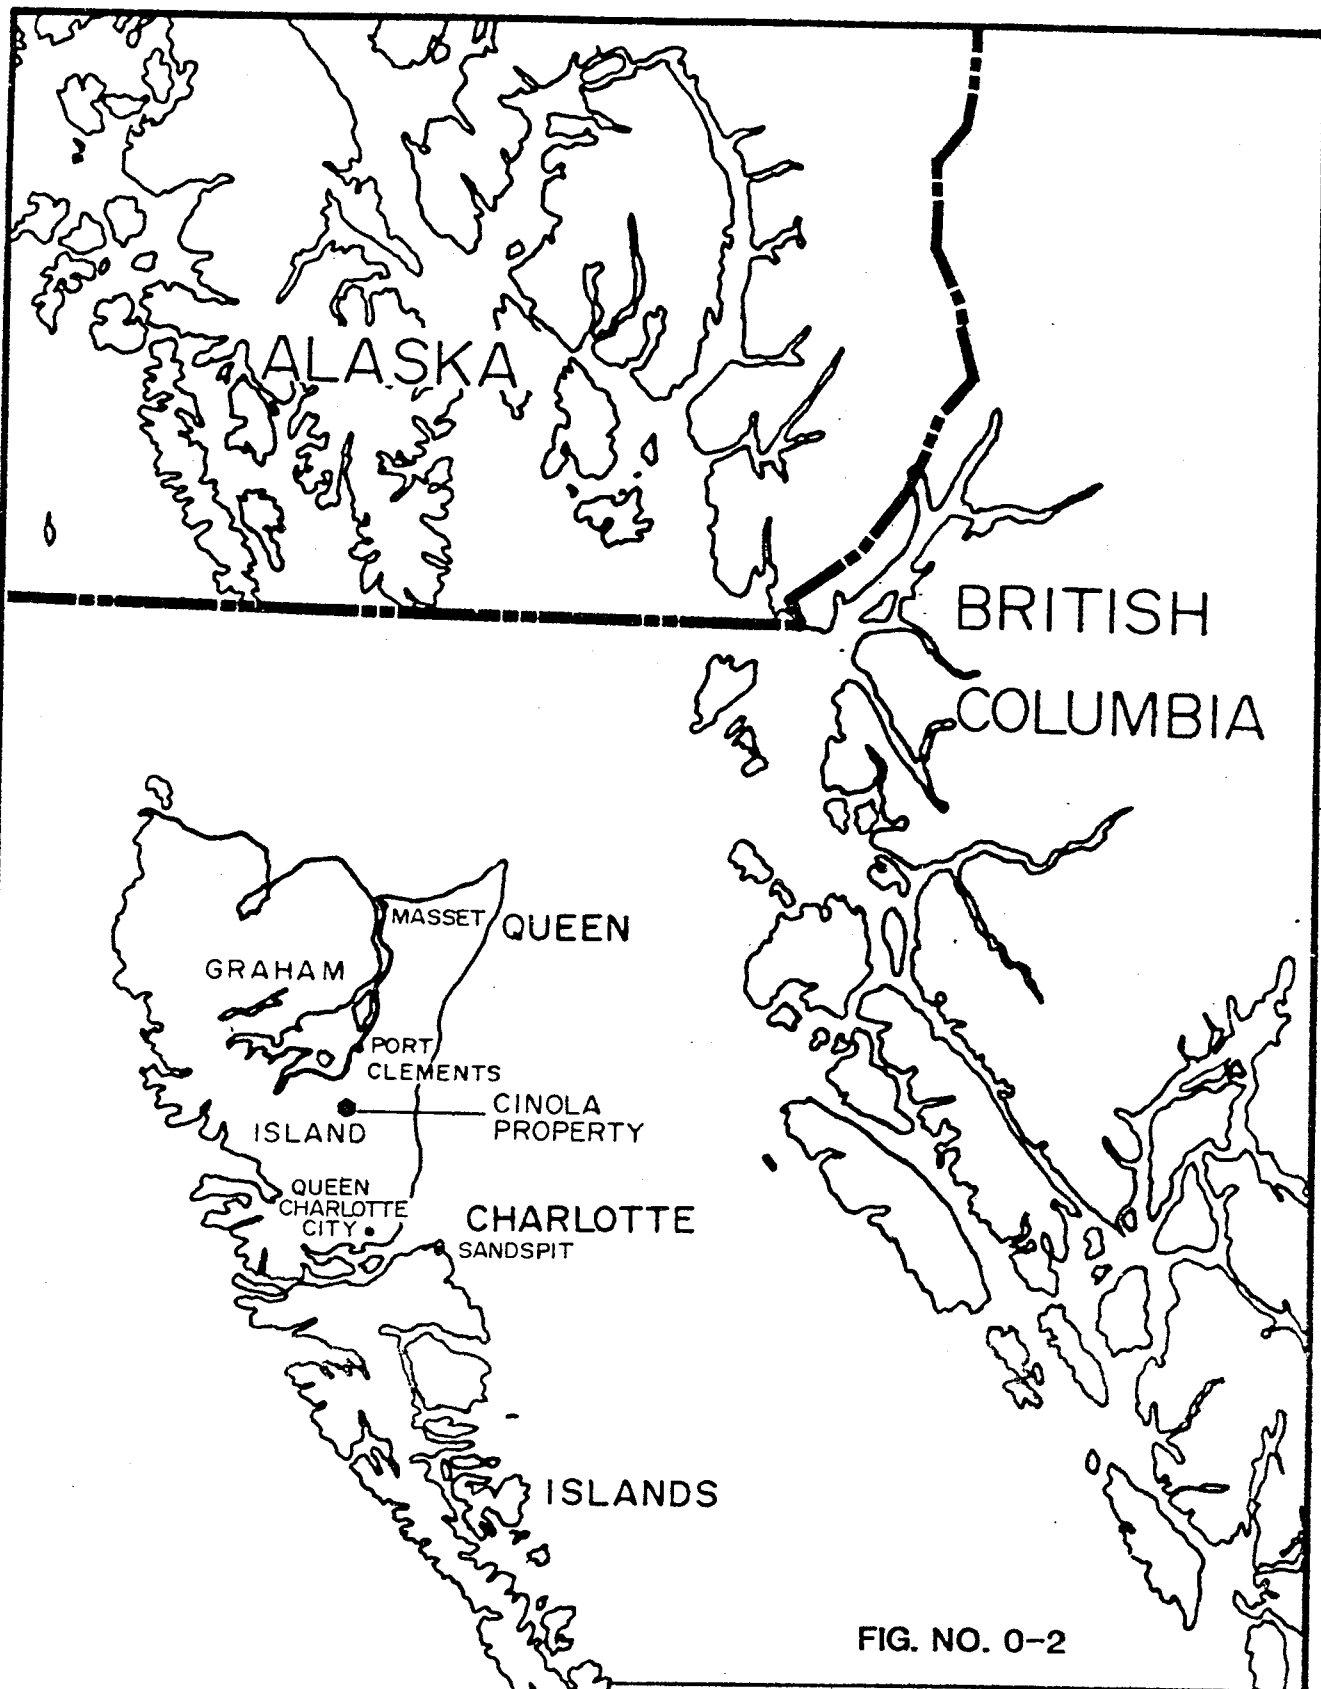 ALASKA
BRITISH
COLUMBIA
MASSET
QUEEN
GRAHAM
PORT
CLEMENTS
CINOLA
PROPERTY
ISLAND
QUEEN
CHARLOTTE
CITY
CHARLOTTE
SANDSPIT
ISLANDS
FIG. NO. 0-2